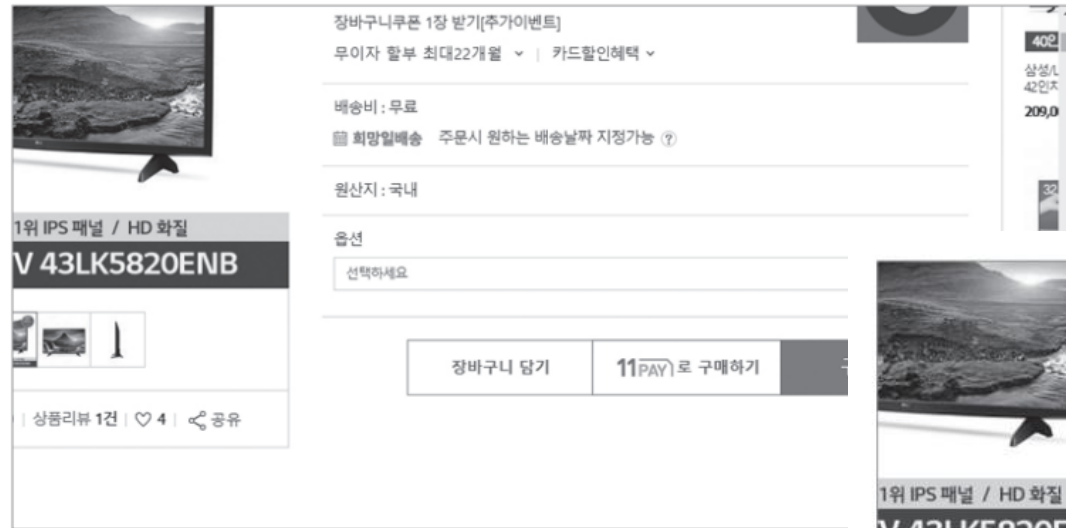 장바구니쿠폰 1장 받기[추가이벤트]
무이자 할부 최대22개월 | 카드할인혜택
배송비 : 무료
희망일배송 주문시 원하는 배송날짜 지정가능 ?
원산지 : 국내
옵션
선택하세요
장바구니 담기
11PAY로 구매하기
1위 IPS 패널 / HD 화질
V 43LK5820ENB
상품리뷰 1건 | ♡ 4 | 공유
삼성/L
42인치
209,0
32
1위 IPS 패널 / HD 화질